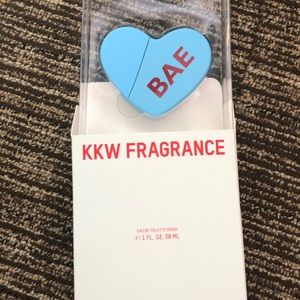 BAE
KKW FRAGRANCE
EAU DE TOILETTE SPRAY
℮ 1 FL. OZ. 30 ML